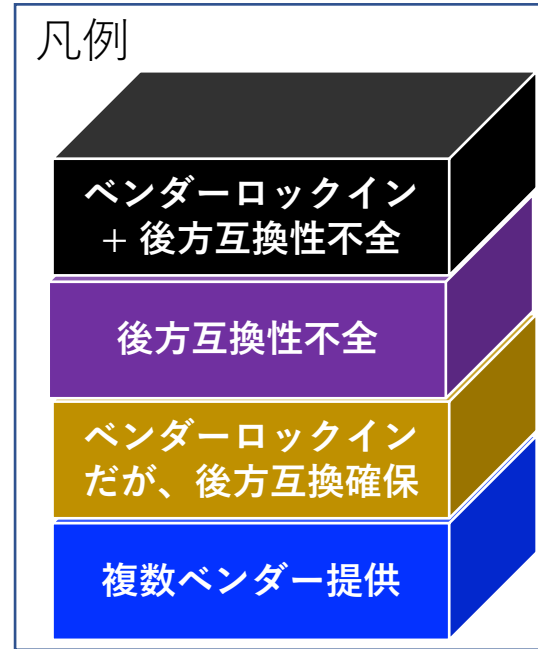 凡例
ベンダーロックイン
+ 後方互換性不全
後方互換性不全
ベンダーロックイン
だが、後方互換確保
複数ベンダー提供